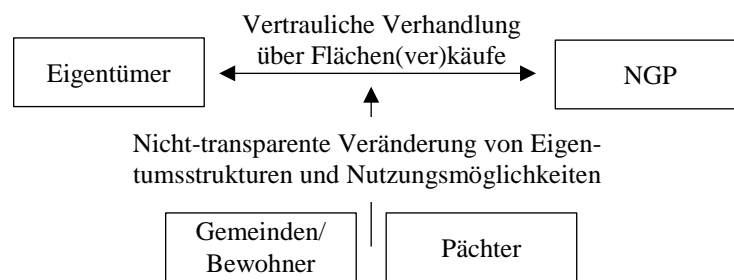 Vertrauliche Verhandlung
über Flächen(ver)käufe
Eigentümer
NGP
Nicht-transparente Veränderung von Eigen-
tumsstrukturen und Nutzungsmöglichkeiten
Gemeinden/
Bewohner
Pächter